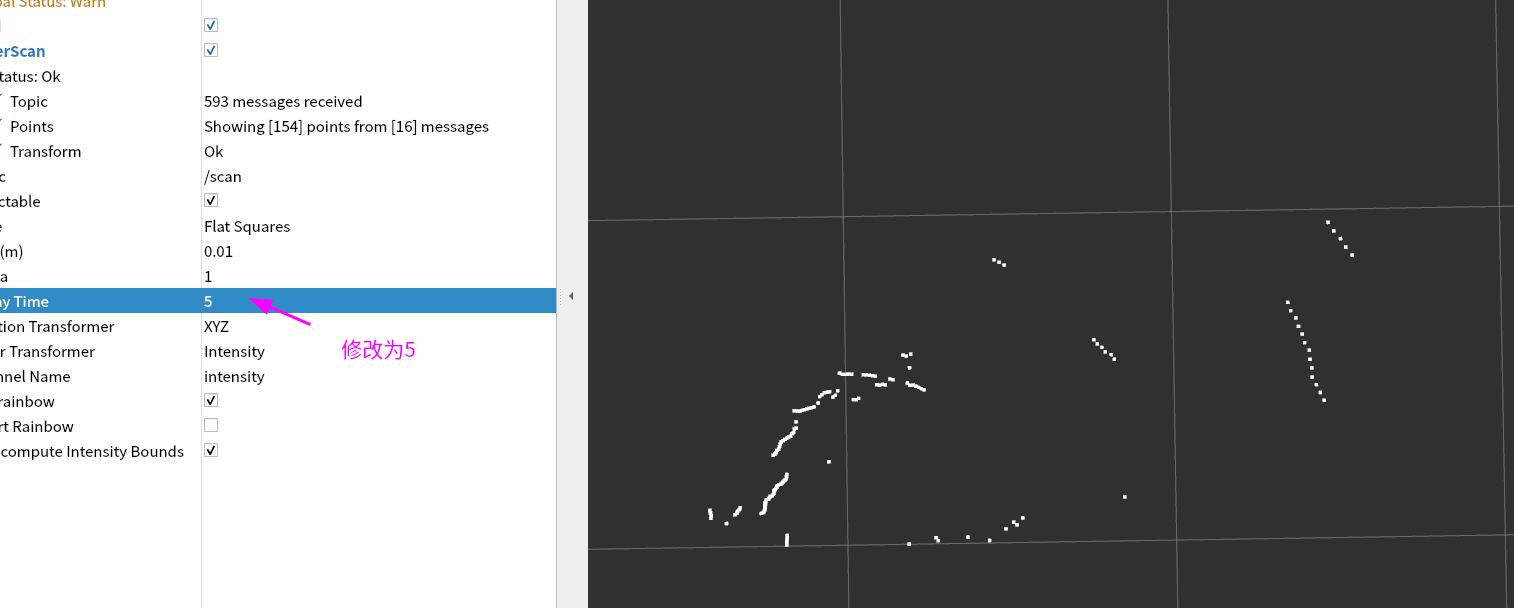 bal Status: Warn
erScan
tatus: Ok
Topic 593 messages received
Points Showing [154] points from [16] messages
Transform Ok
c /scan
ctable
e Flat Squares
(m) 0.01
a 1
ay Time 5
tion Transformer XYZ
修改为5
r Transformer Intensity
nnel Name intensity
rainbow
rt Rainbow
compute Intensity Bounds